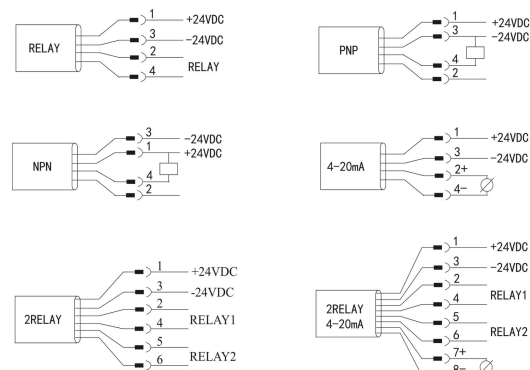 RELAY
1 +24VDC
3 -24VDC
2
4
RELAY
PNP
1 +24VDC
3 -24VDC
4
2
NPN
3 -24VDC
1 +24VDC
4
2
4-20mA
1 +24VDC
3 -24VDC
2+
4-
2RELAY
1 +24VDC
3 -24VDC
2
4
RELAY1
5
6
RELAY2
2RELAY
4-20mA
1 +24VDC
3 -24VDC
2
4
RELAY1
5
6
RELAY2
7+
8-